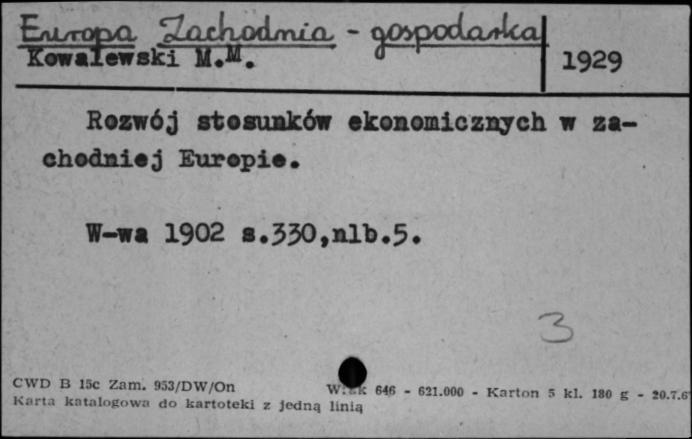 Europa Zachodnia - gospodarka
Kowalewski M.M.
1929
Rozwój stosunków ekonomicznych w za-
chodniej Europie.
W-wa 1902 s.330,nlb.5.
3
CWD B 15c Zam. 953/DW/On
646 - 621.000 - Karton 5 kl. 180 g - 20.7.6
Karta katalogowa do kartoteki z jedną linią